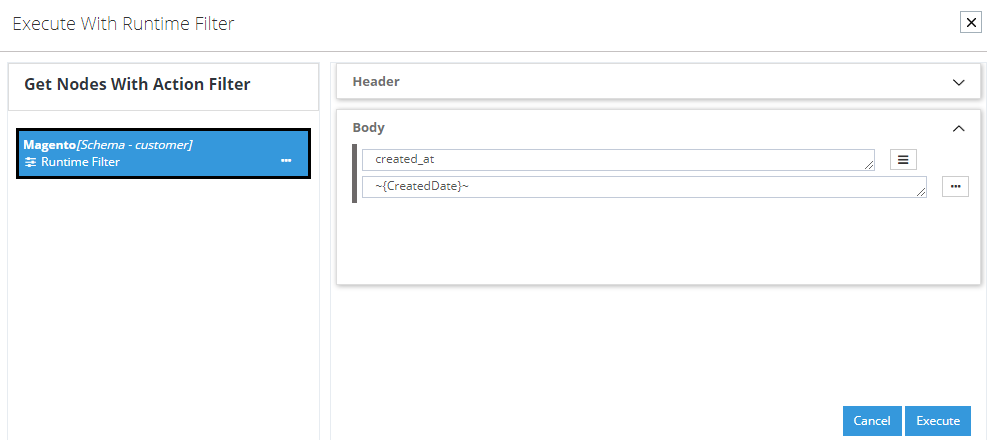 Execute With Runtime Filter
Get Nodes With Action Filter
Magento[Schema - customer]
Runtime Filter
Header
Body
created_at
~{CreatedDate}~
Cancel
Execute